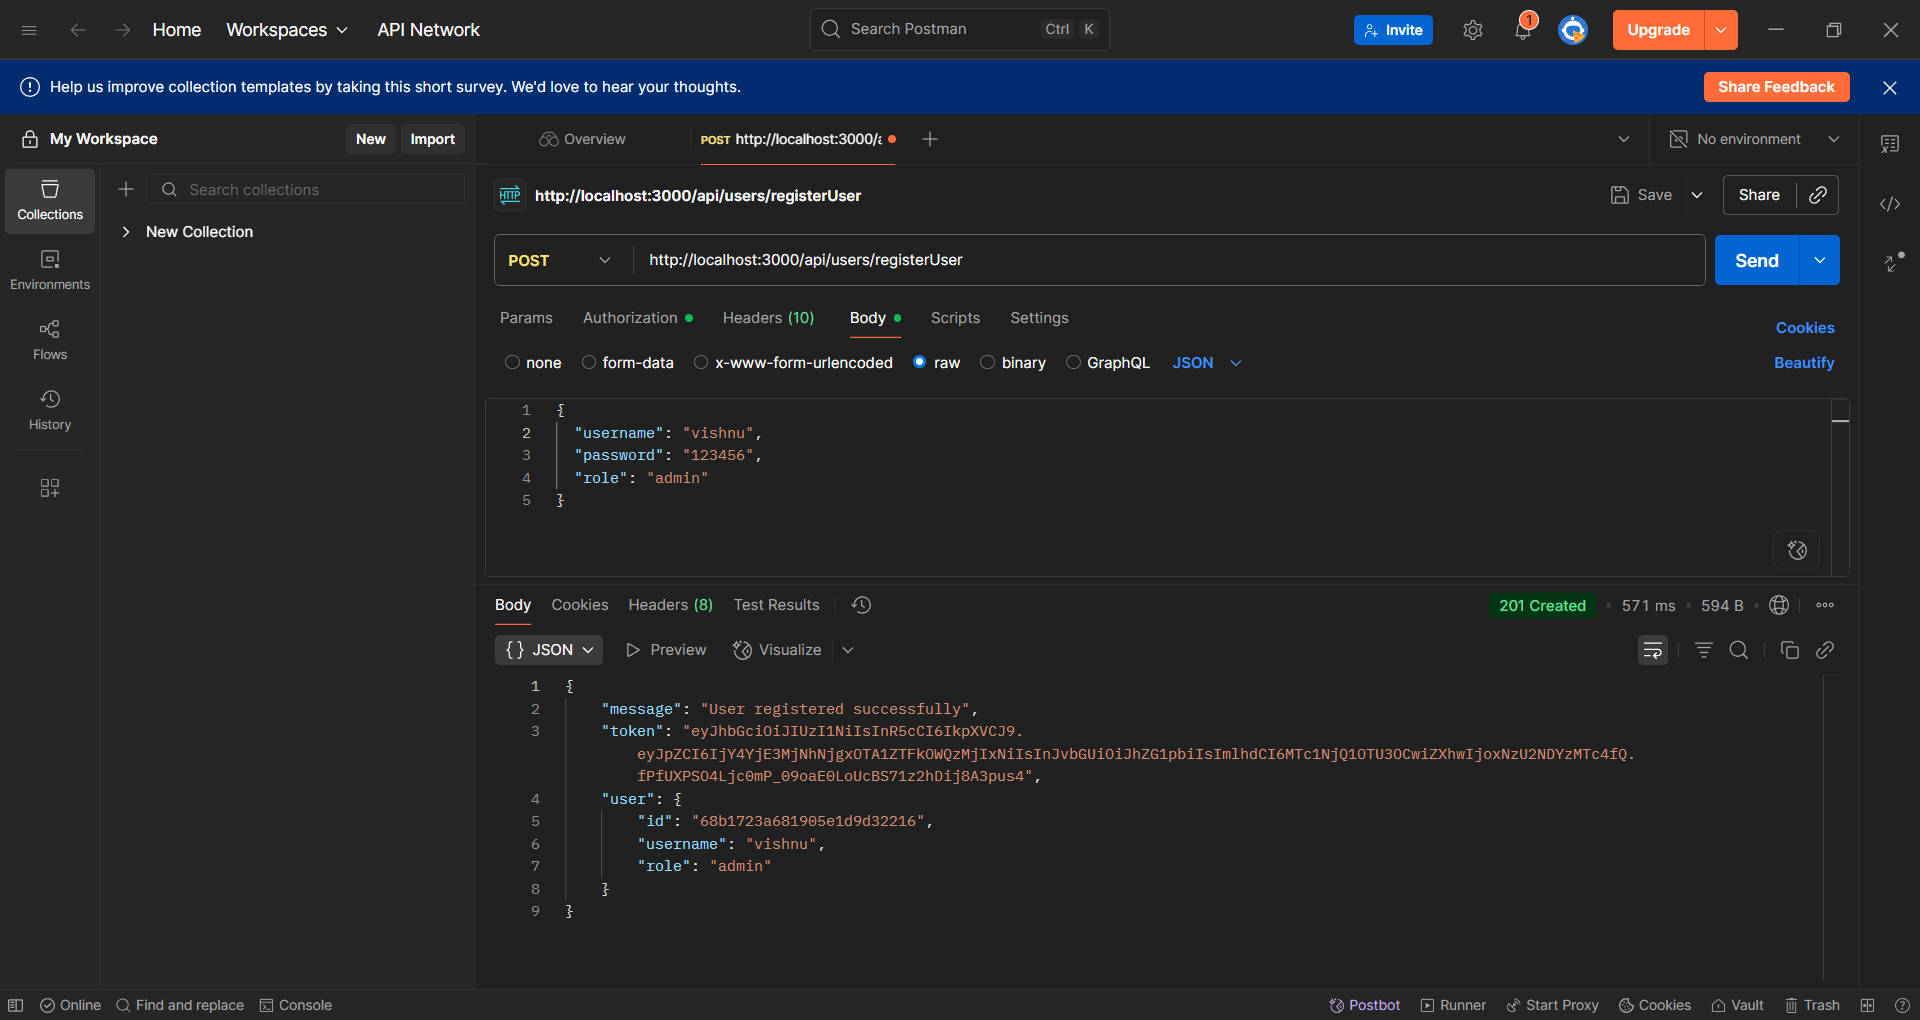 Home Workspaces API Network Search Postman Ctrl K Invite 1 Upgrade
Help us improve collection templates by taking this short survey. We'd love to hear your thoughts. Share Feedback
My Workspace New Import Overview POST http://localhost:3000/a No environment
Search collections
Collections
New Collection
Environments
Flows
History
HTTP http://localhost:3000/api/users/registerUser Save Share
POST http://localhost:3000/api/users/registerUser Send
Params Authorization Headers (10) Body Scripts Settings Cookies
none form-data x-www-form-urlencoded raw binary GraphQL JSON Beautify
1 {
2 "username": "vishnu",
3 "password": "123456",
4 "role": "admin"
5 }
Body Cookies Headers (8) Test Results 201 Created 571 ms 594 B
{} JSON Preview Visualize
1 {
2 "message": "User registered successfully",
3 "token": "eyJhbGciOiJIUzI1NiIsInR5cCI6IkpXVCJ9.
eyJpZCI6IjY4YjE3MjNhNjgxOTA1ZTFkOWQzMjIxNiIsInJvbGUiOiJhZG1pbiIsImlhdCI6MTc1NjQ1OTU3OCwiZXhwIjoxNzU2NDYzMTc4fQ.
fPfUXPSO4Ljc0mP_09oaE0LoUcBS71z2hDij8A3pus4",
4 "user": {
5 "id": "68b1723a681905e1d9d32216",
6 "username": "vishnu",
7 "role": "admin"
8 }
9 }
Online Find and replace Console Postbot Runner Start Proxy Cookies Vault Trash